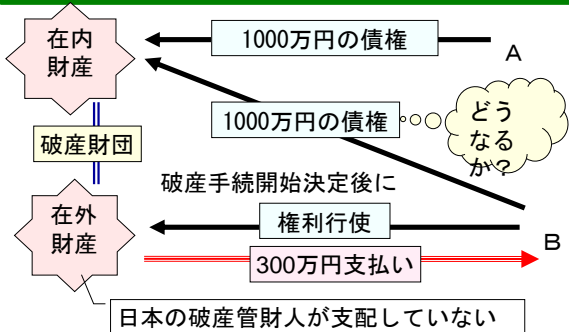 在内
財産
1000万円の債権
A
1000万円の債権
どう
なる
か?
破産財団
破産手続開始決定後に
在外
財産
権利行使
B
300万円支払い
日本の破産管財人が支配していない